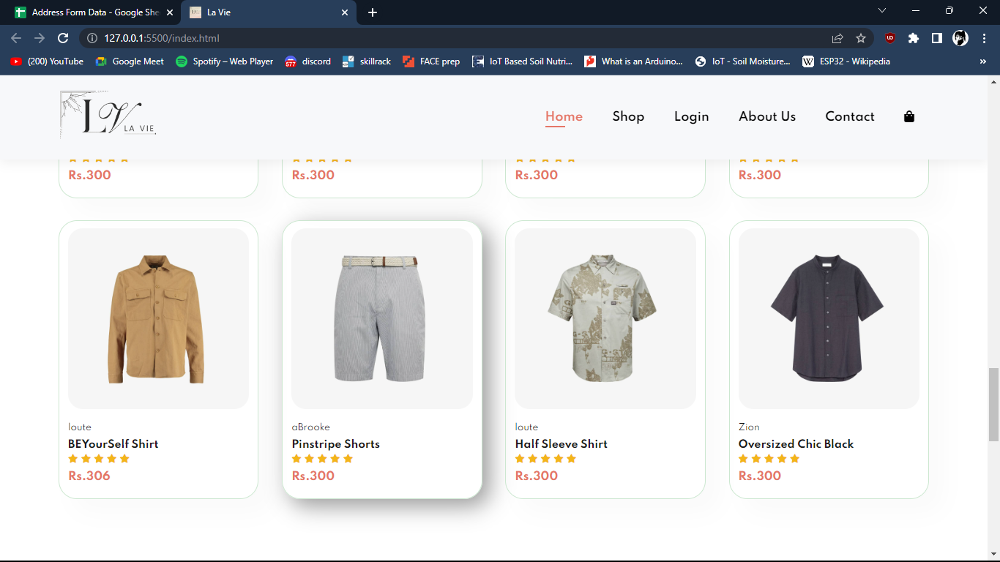 Address Form Data - Google She
La Vie
127.0.0.1:5500/index.html
(200) YouTube
Google Meet
Spotify – Web Player
577
discord
skillrack
FACE prep
IoT Based Soil Nutri...
What is an Arduino...
IoT - Soil Moisture...
W
ESP32 - Wikipedia
»
LV
LA VIE
Home
Shop
Login
About Us
Contact
Rs.300
Rs.300
Rs.300
Rs.300
loute
BEYourSelf Shirt
Rs.306
aBrooke
Pinstripe Shorts
Rs.300
loute
Half Sleeve Shirt
Rs.300
Zion
Oversized Chic Black
Rs.300